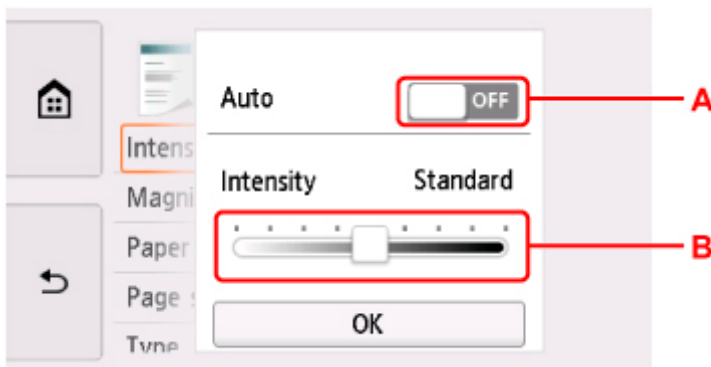 Auto
OFF
A
Intens
Intensity
Standard
Magni
B
Paper
Page s
OK
Type